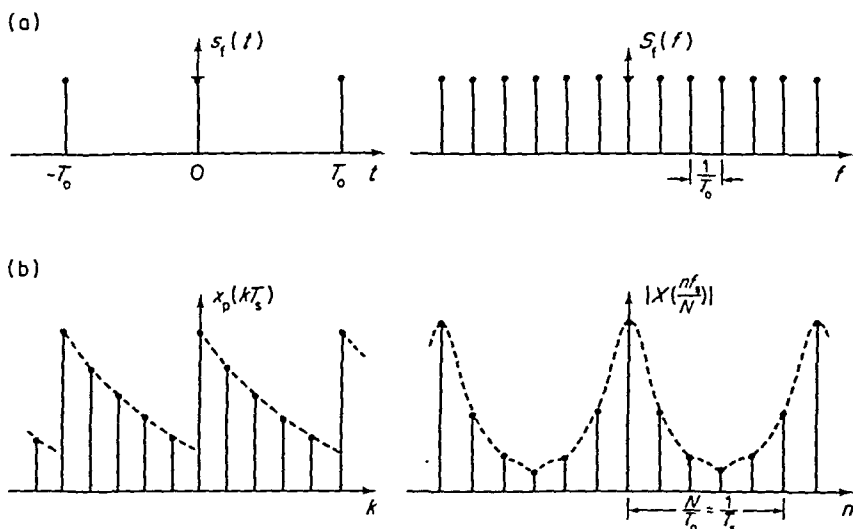 (a)
s_f(t)
S_f(f)
-T_o 0 T_o t
1/T_o
f
(b)
x_p(kT_s)
|X(nf_s/N)|
k
N/T_o = 1/T_s
n